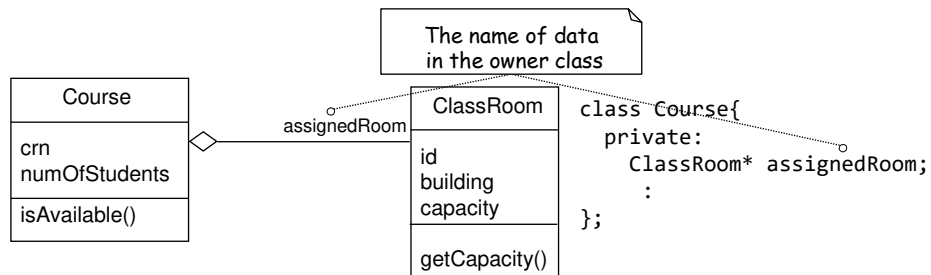 The name of data
in the owner class
Course
crn
numOfStudents
isAvailable()
assignedRoom
ClassRoom
id
building
capacity
getCapacity()
class Course{
private:
ClassRoom* assignedRoom;
:
};